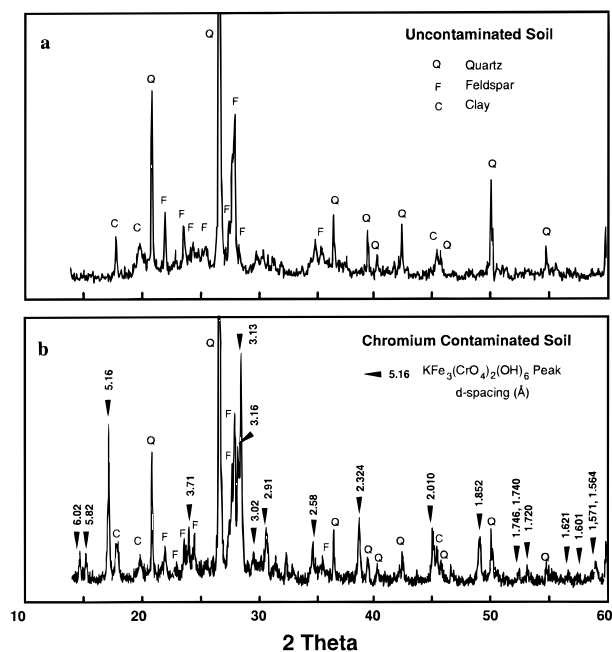 a
Uncontaminated Soil
Q Quartz
F Feldspar
C Clay
Q
Q
F
F
F
F
F
C
C
F
F
Q
Q
Q
Q
C
Q
Q
Q
b
Chromium Contaminated Soil
5.16 KFe3(CrO4)2(OH)6 Peak
d-spacing (Å)
6.02
5.82
5.16
C
Q
C
F
F
F
3.71
F
Q
F
F
3.13
3.16
3.02
2.91
2.58
F
Q
2.324
Q
Q
Q
2.010
C
Q
1.852
Q
1.746, 1.740
1.720
Q
1.621
1.601
1,571, 1.564
10 20 30 40 50 60
2 Theta